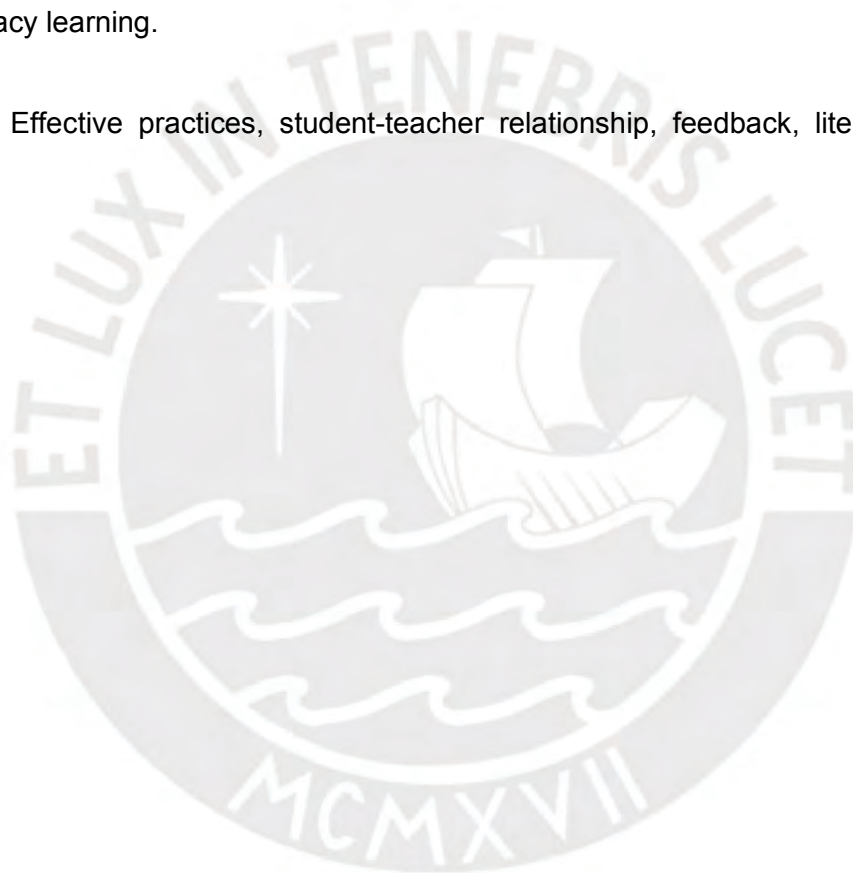 acy learning.
Effective practices, student-teacher relationship, feedback, lite
ET LUX IN TENEBRIS LUCET
MCMXVII